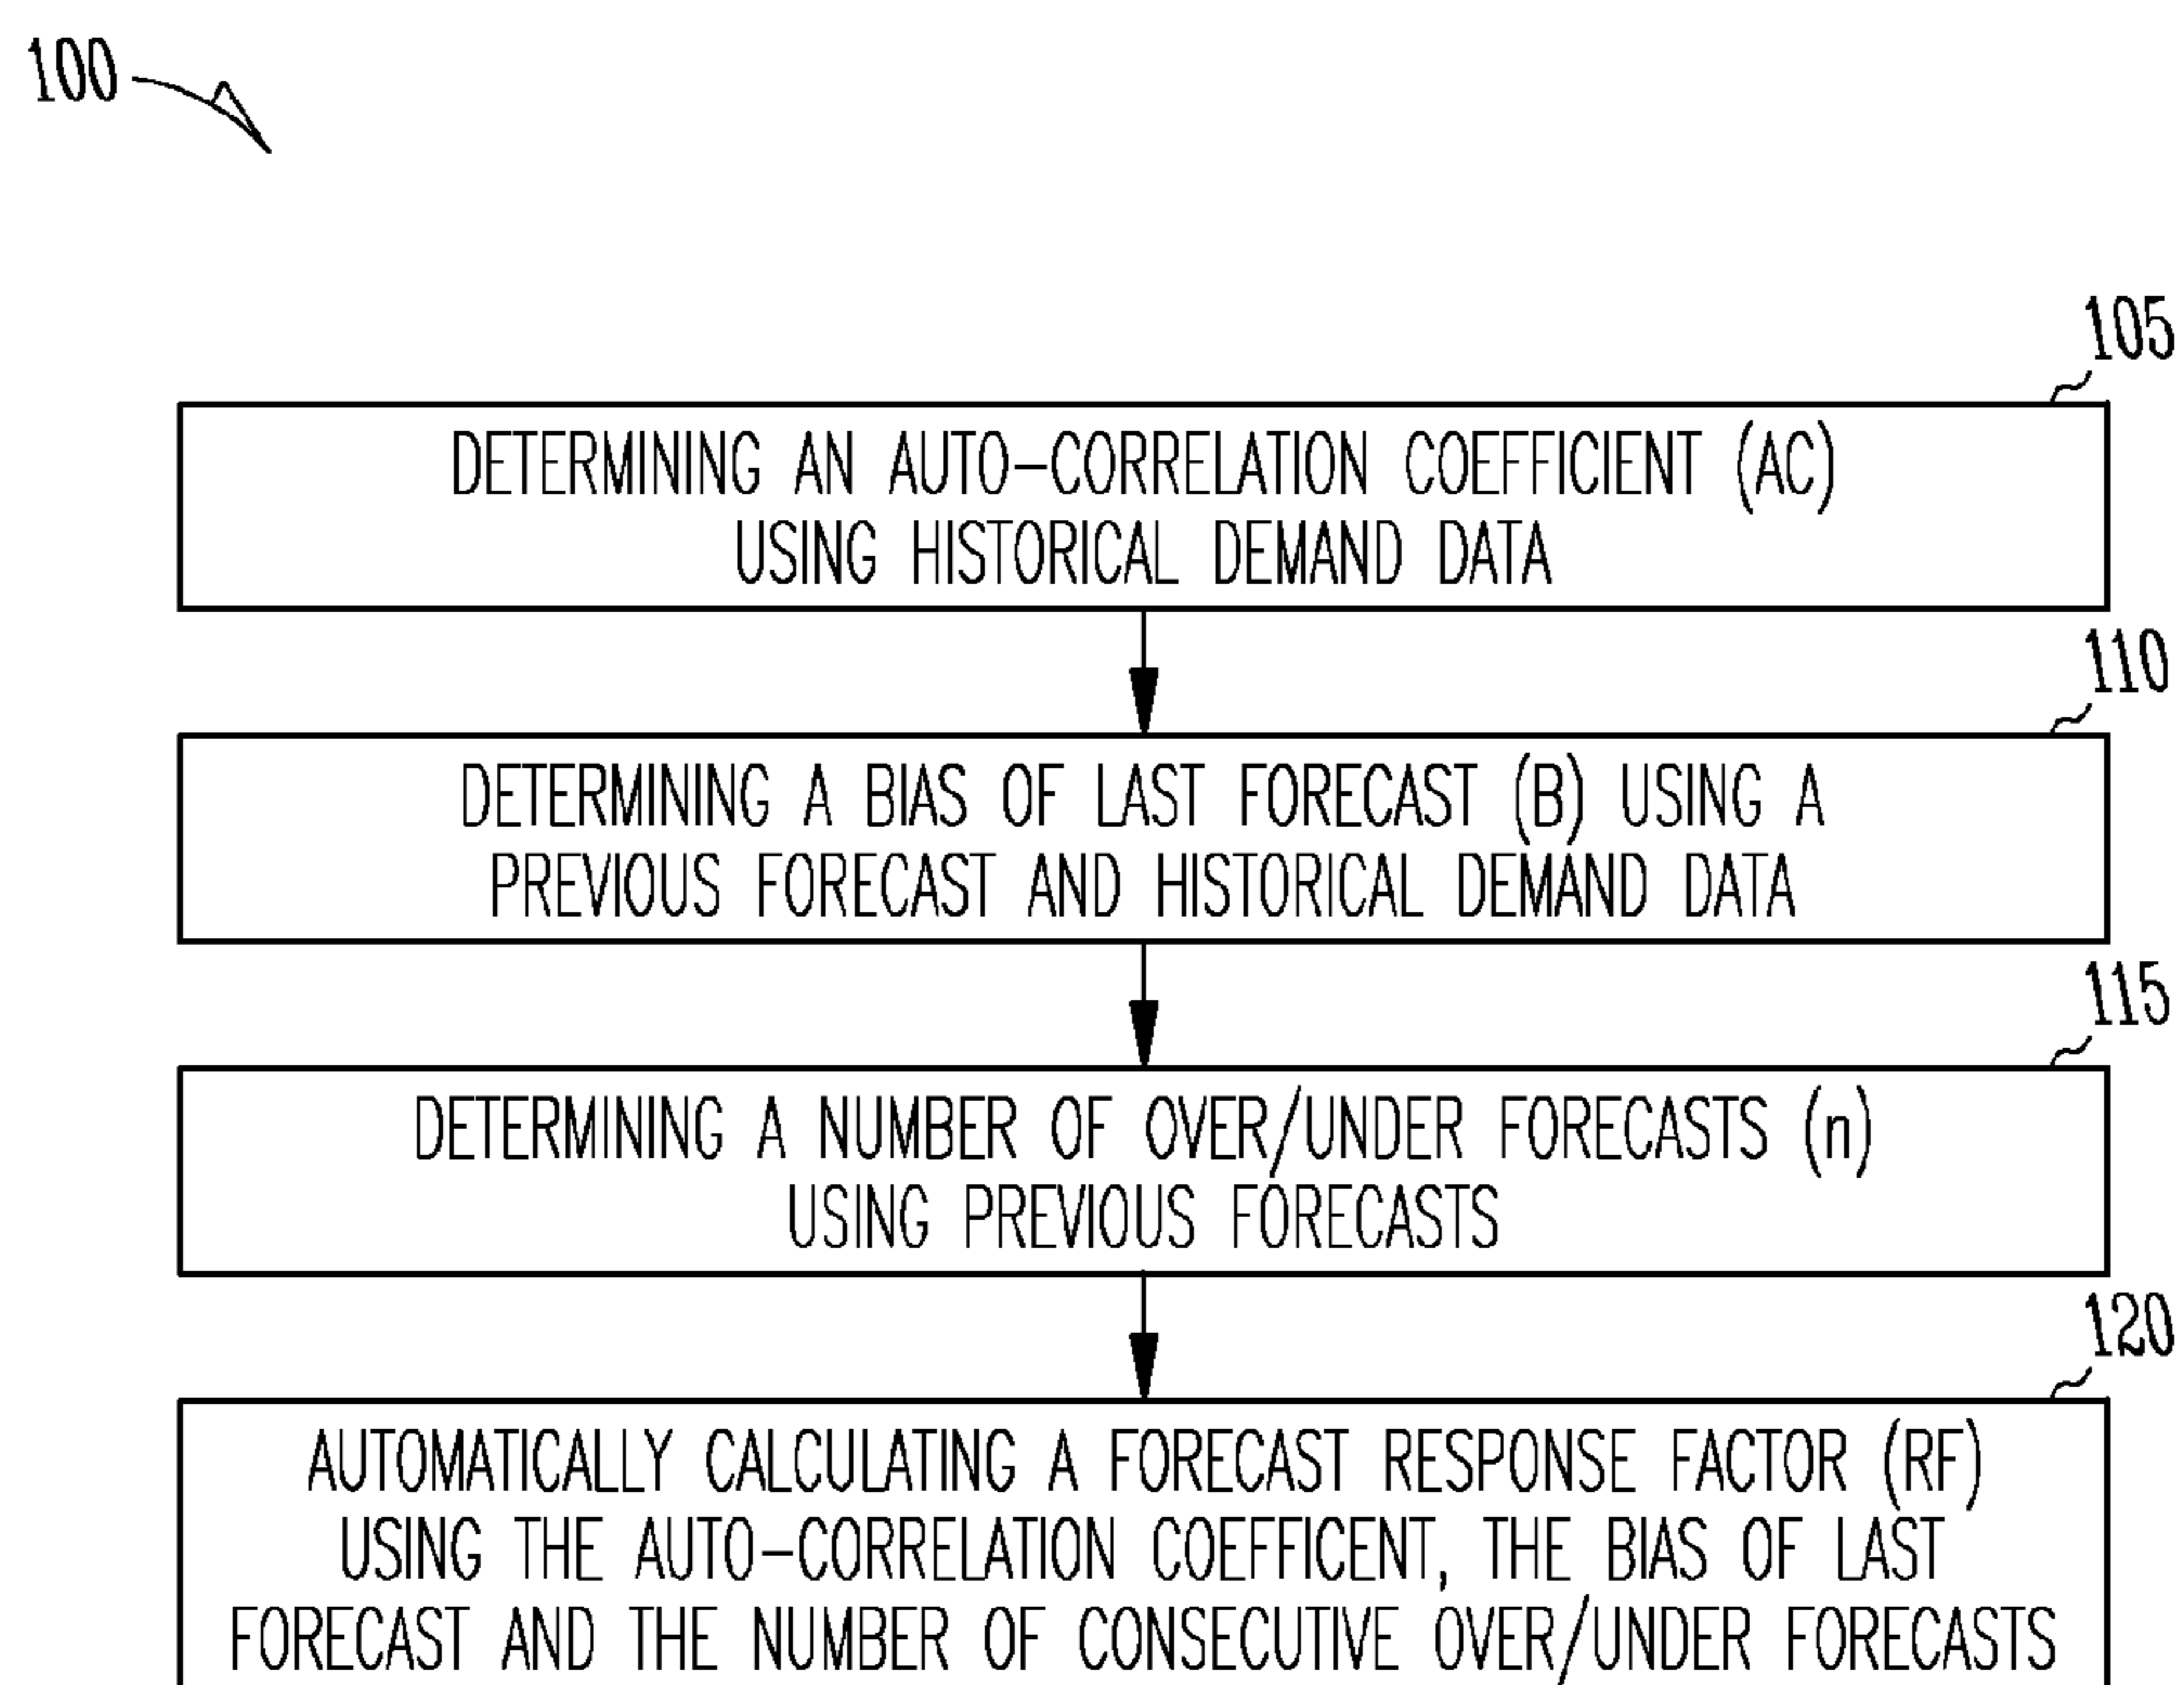 100
105
DETERMINING AN AUTO-CORRELATION COEFFICIENT (AC)
USING HISTORICAL DEMAND DATA
110
DETERMINING A BIAS OF LAST FORECAST (B) USING A
PREVIOUS FORECAST AND HISTORICAL DEMAND DATA
115
DETERMINING A NUMBER OF OVER/UNDER FORECASTS (n)
USING PREVIOUS FORECASTS
120
AUTOMATICALLY CALCULATING A FORECAST RESPONSE FACTOR (RF)
USING THE AUTO-CORRELATION COEFFICENT, THE BIAS OF LAST
FORECAST AND THE NUMBER OF CONSECUTIVE OVER/UNDER FORECASTS